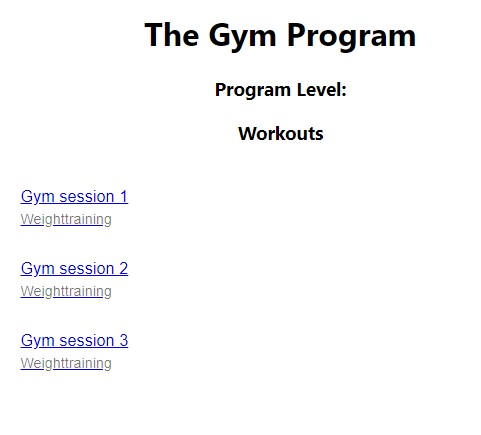 The Gym Program
Program Level:
Workouts
Gym session 1
Weighttraining
Gym session 2
Weighttraining
Gym session 3
Weighttraining